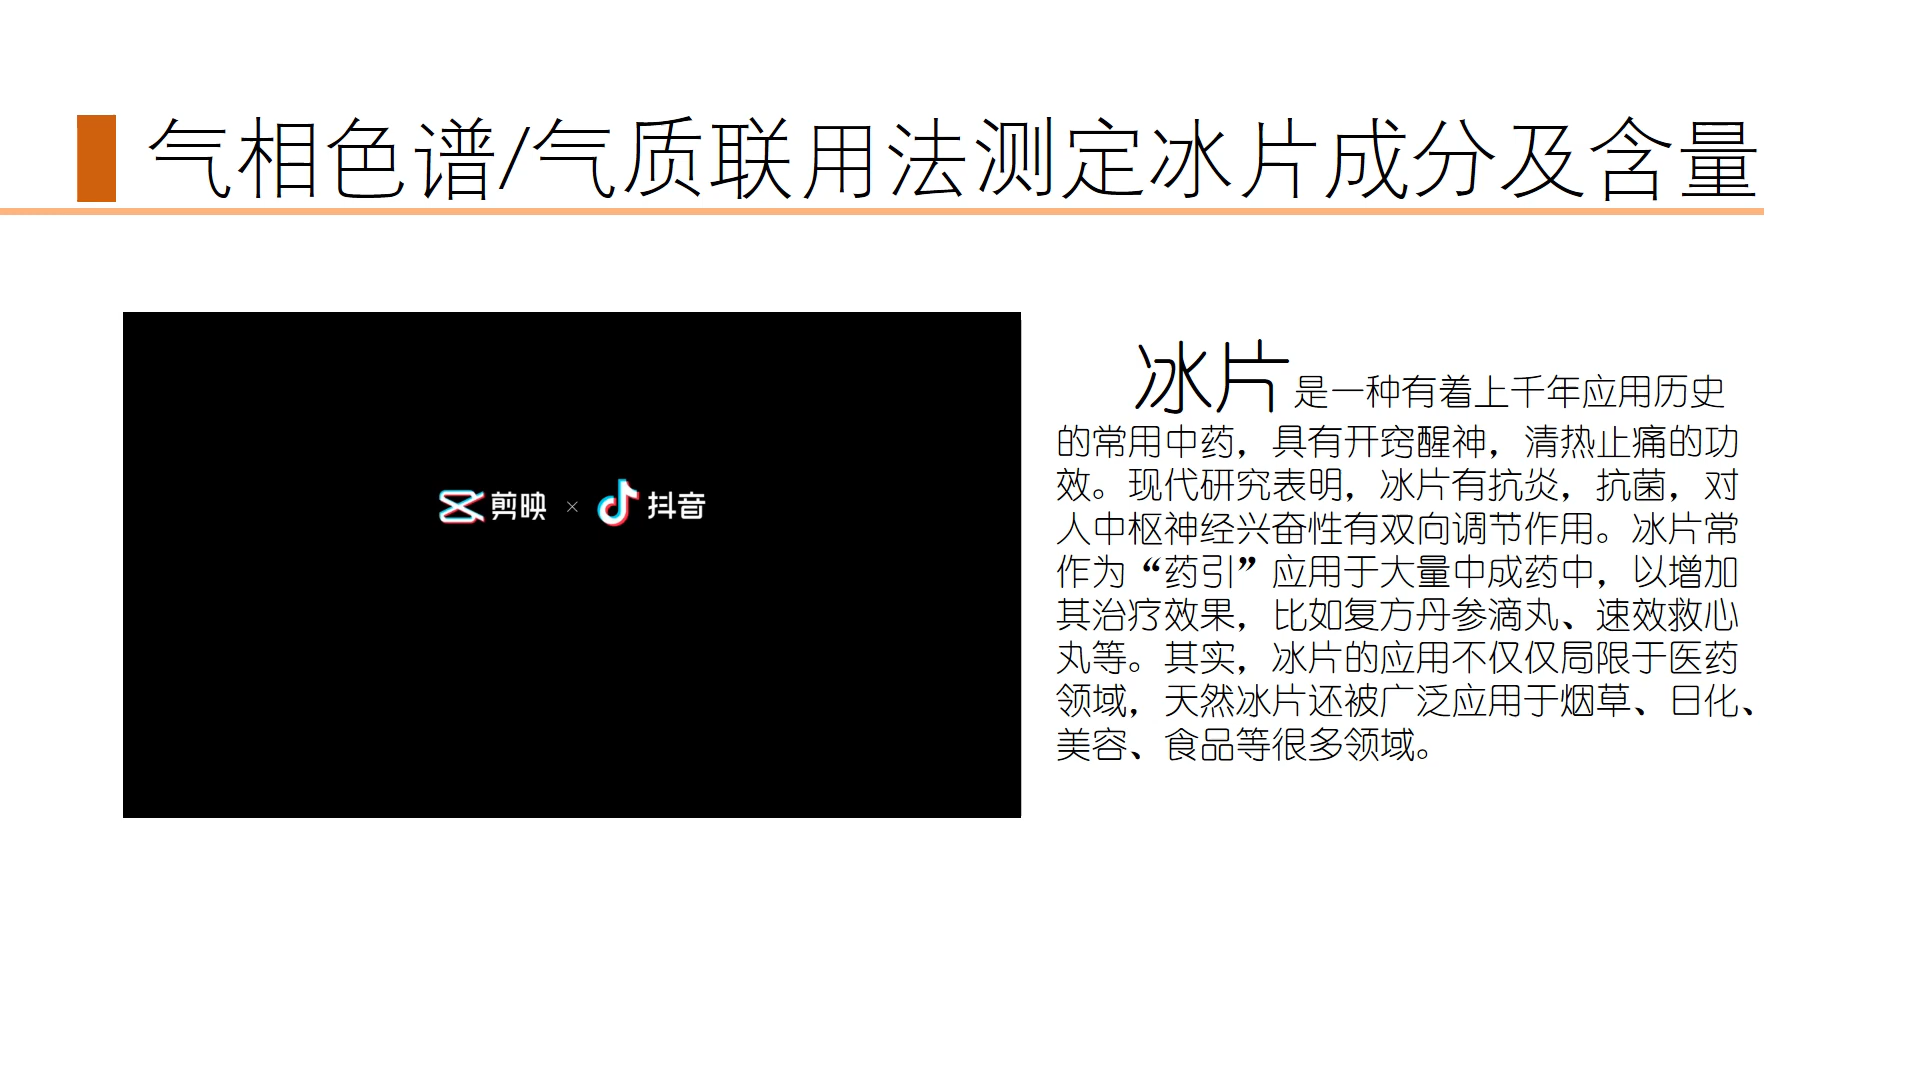 气相色谱/气质联用法测定冰片成分及含量
剪映 × 抖音
冰片是一种有着上千年应用历史
的常用中药，具有开窍醒神，清热止痛的功
效。现代研究表明，冰片有抗炎，抗菌，对
人中枢神经兴奋性有双向调节作用。冰片常
作为“药引”应用于大量中成药中，以增加
其治疗效果，比如复方丹参滴丸、速效救心
丸等。其实，冰片的应用不仅仅局限于医药
领域，天然冰片还被广泛应用于烟草、日化、
美容、食品等很多领域。